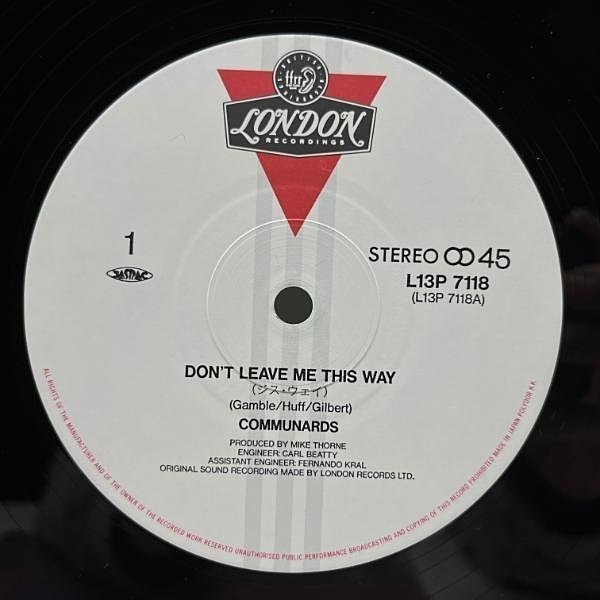 LONDON
RECORDINGS
1
JASRAC
STEREO 45
L13P 7118
(L13P 7118A)
DON'T LEAVE ME THIS WAY
(ジス・ウェイ)
(Gamble/Huff/Gilbert)
COMMUNARDS
PRODUCED BY MIKE THORNE
ENGINEER: CARL BEATTY
ASSISTANT ENGINEER: FERNANDO KRAL
ORIGINAL SOUND RECORDING MADE BY LONDON RECORDS LTD.
ALL RIGHTS OF THE MANUFACTURER AND OF THE OWNER OF THE RECORDED WORK RESERVED UNAUTHORISED PUBLIC PERFORMANCE BROADCASTING AND COPYING OF THIS RECORD PROHIBITED MADE IN JAPAN POLYDOR K.K.